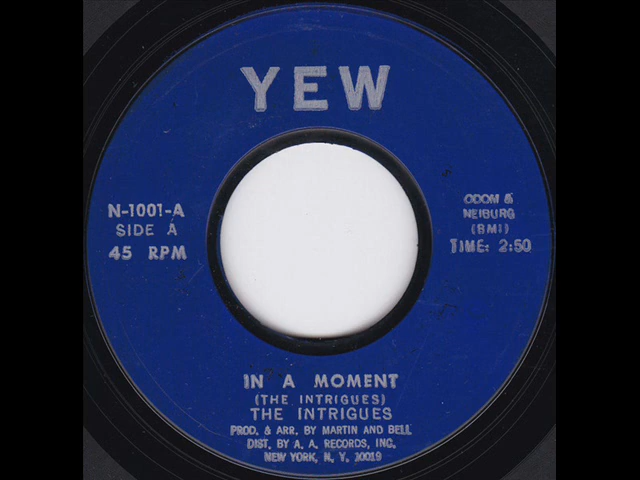 YEW
N-1001-A
SIDE A
45 RPM
ODOM &
NEIBURG
(BMI)
TIME: 2:50
IN A MOMENT
(THE INTRIGUES)
THE INTRIGUES
PROD. & ARR. BY MARTIN AND BELL
DIST. BY A. A. RECORDS, INC.
NEW YORK, N. Y. 10019